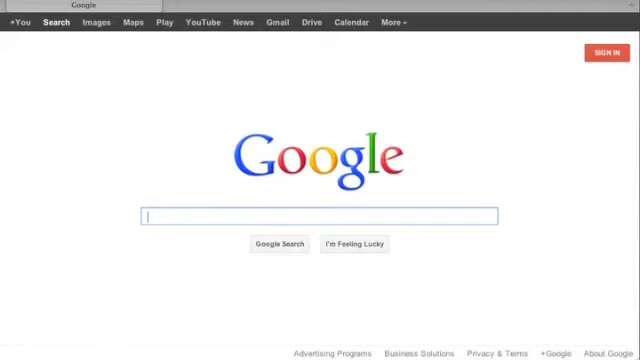 Google
+You Search Images Maps Play YouTube News Gmail Drive Calendar More
SIGN IN
Google
Google Search I'm Feeling Lucky
Advertising Programs Business Solutions Privacy & Terms +Google About Google